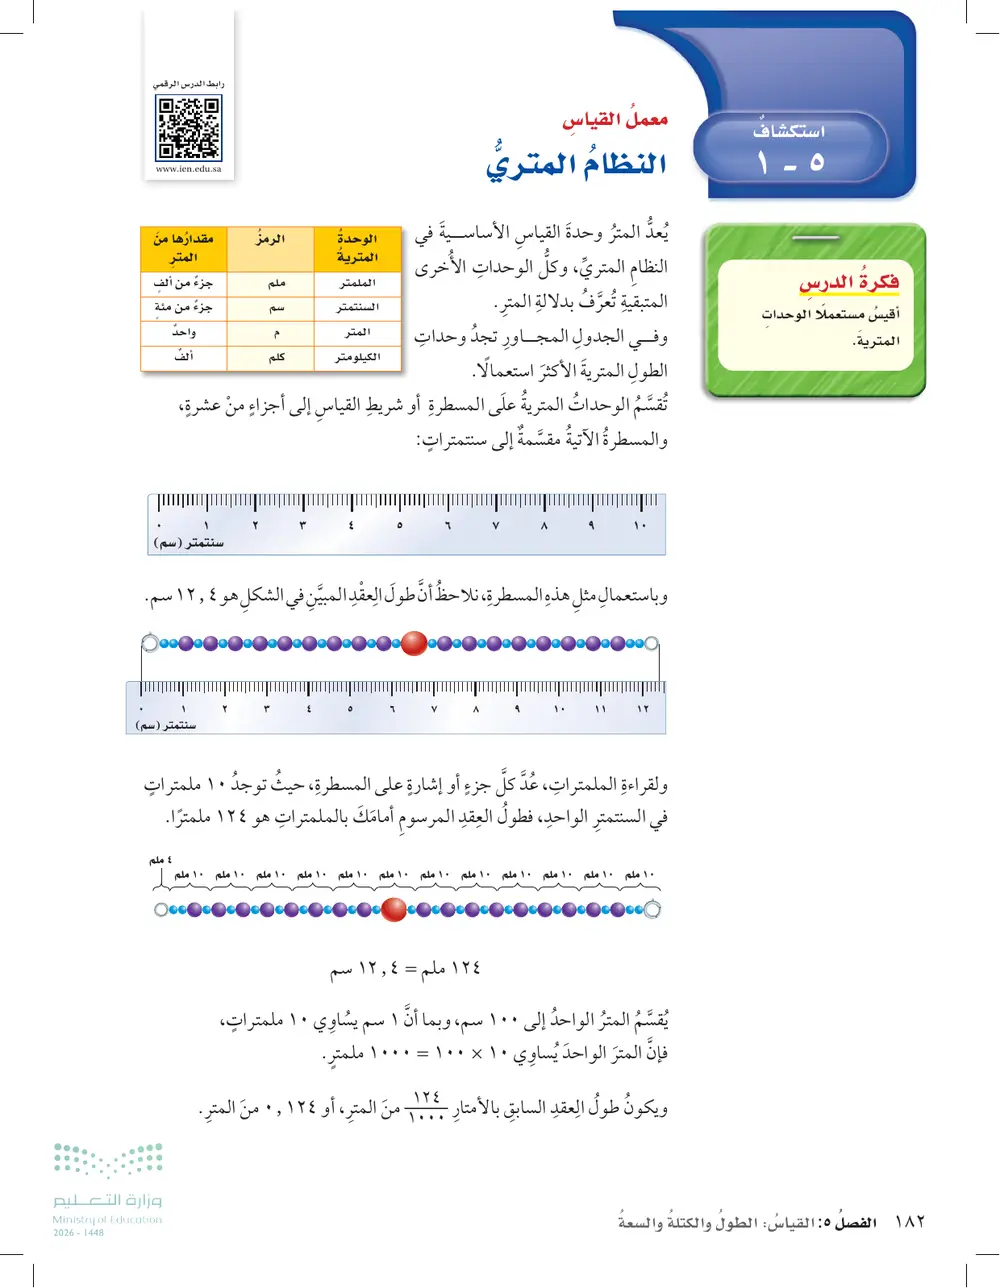 رابط الدرس الرقمي
www.ien.edu.sa
استكشافٌ
٥ - ١
معملُ القياسِ
النظامُ المتريُّ
فكرةُ الدرسِ
أقيسُ مستعملًا الوحداتِ
المتريةَ.
يُعدُّ المترُ وحدةَ القياسِ الأساسـيةَ في
النظامِ المتريِّ، وكلُّ الوحداتِ الأُخرى
المتبقيةِ تُعرَّفُ بدلالةِ المترِ.
وفـي الجدولِ المجـاورِ تجدُ وحداتِ
الطولِ المتريةَ الأكثرَ استعمالًا.
الوحدةُ المتريةُ الرمزُ مقدارُها منَ المترِ
الملمتر ملم جزءٌ من ألفٍ
السنتمتر سم جزءٌ من مئةٍ
المتر م واحدٌ
الكيلومتر كلم ألفٌ
تُقسَّمُ الوحداتُ المتريةُ علَى المسطرةِ أو شريطِ القياسِ إلى أجزاءٍ منْ عشرةٍ،
والمسطرةُ الآتيةُ مقسَّمةٌ إلى سنتمتراتٍ:
٠ ١ ٢ ٣ ٤ ٥ ٦ ٧ ٨ ٩ ١٠
سنتمتر (سم)
وباستعمالِ مثلِ هذهِ المسطرةِ، نلاحظُ أنَّ طولَ العِقْدِ المبيَّنِ في الشكلِ هو ١٢,٤ سم.
٠ ١ ٢ ٣ ٤ ٥ ٦ ٧ ٨ ٩ ١٠ ١١ ١٢
سنتمتر (سم)
ولقراءةِ الملمتراتِ، عُدَّ كلَّ جزءٍ أو إشارةٍ على المسطرةِ، حيثُ توجدُ ١٠ ملمتراتٍ
في السنتمترِ الواحدِ، فطولُ العِقدِ المرسومِ أمامَكَ بالملمتراتِ هو ١٢٤ ملمترًا.
٤ ملم
١٠ ملم ١٠ ملم ١٠ ملم ١٠ ملم ١٠ ملم ١٠ ملم ١٠ ملم ١٠ ملم ١٠ ملم ١٠ ملم ١٠ ملم ١٠ ملم
١٢٤ ملم = ١٢,٤ سم
يُقسَّمُ المترُ الواحدُ إلى ١٠٠ سم، وبما أنَّ ١ سم يسُاوِي ١٠ ملمتراتٍ،
فإنَّ المترَ الواحدَ يُساوِي ١٠ × ١٠٠ = ١٠٠٠ ملمترٍ.
ويكونُ طولُ العِقدِ السابقِ بالأمتارِ ١٢٤/١٠٠٠ منَ المترِ، أو ٠,١٢٤ منَ المترِ.
وزارة التعـليم
Ministry of Education
2026 - 1448
١٨٢ الفصلُ ٥: القياسُ: الطولُ والكتلةُ والسعةُ